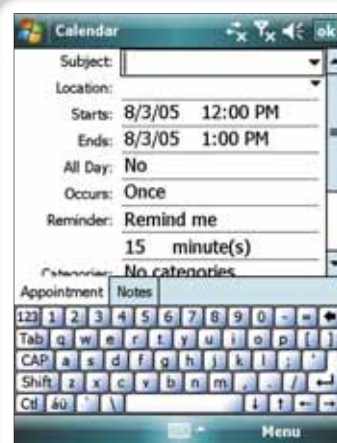 Calendar ok
Subject:
Location:
Starts: 8/3/05 12:00 PM
Ends: 8/3/05 1:00 PM
All Day: No
Occurs: Once
Reminder: Remind me
15 minute(s)
Categories: No categories
Appointment Notes
123 1 2 3 4 5 6 7 8 9 0 - =
Tab q w e r t y u i o p [ ]
CAP a s d f g h j k l ; '
Shift z x c v b n m , . /
Ctl áü ` \
Menu